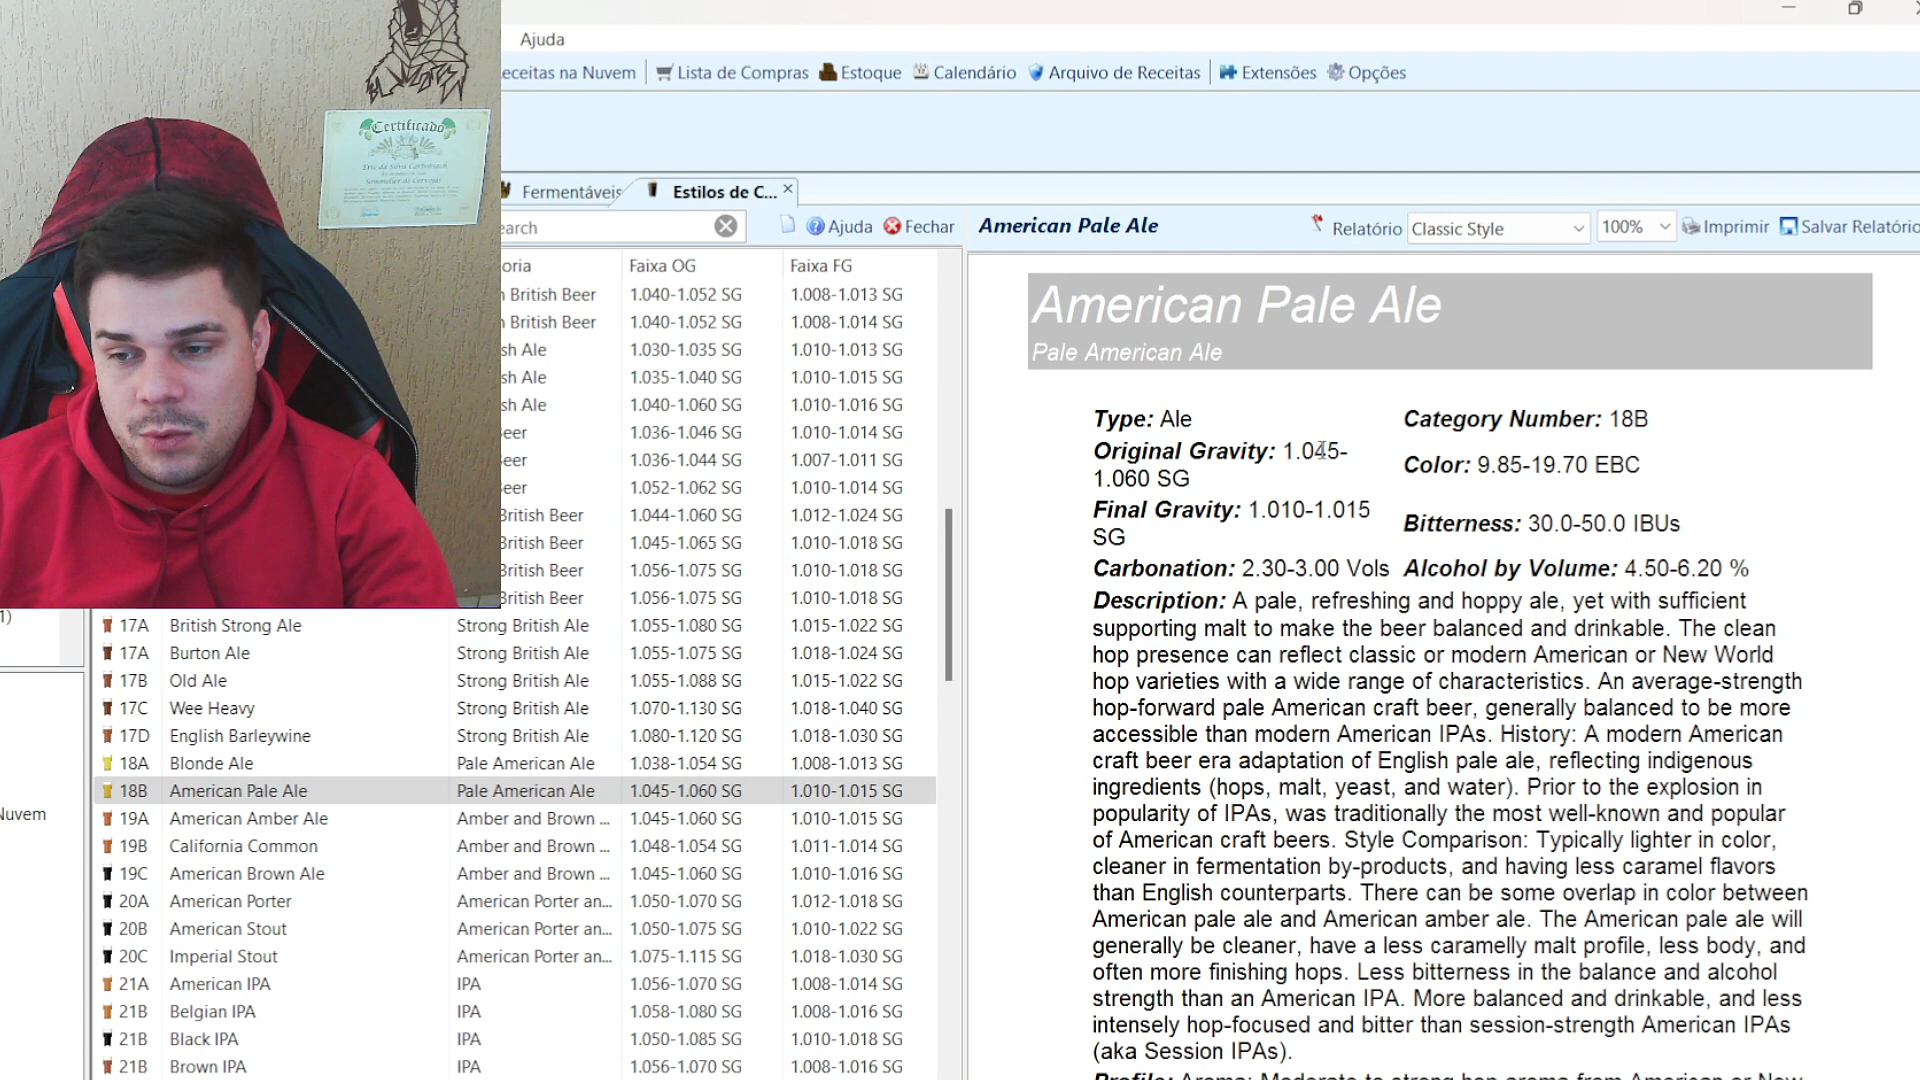 Ajuda
eceitas na Nuvem Lista de Compras Estoque Calendário Arquivo de Receitas Extensões Opções
Certificado
Fermentáveis Estilos de C...
earch Ajuda Fechar American Pale Ale Relatório Classic Style 100% Imprimir Salvar Relatório
oria Faixa OG Faixa FG
British Beer 1.040-1.052 SG 1.008-1.013 SG
British Beer 1.040-1.052 SG 1.008-1.014 SG
sh Ale 1.030-1.035 SG 1.010-1.013 SG
sh Ale 1.035-1.040 SG 1.010-1.015 SG
sh Ale 1.040-1.060 SG 1.010-1.016 SG
eer 1.036-1.046 SG 1.010-1.014 SG
eer 1.036-1.044 SG 1.007-1.011 SG
eer 1.052-1.062 SG 1.010-1.014 SG
British Beer 1.044-1.060 SG 1.012-1.024 SG
British Beer 1.045-1.065 SG 1.010-1.018 SG
British Beer 1.056-1.075 SG 1.010-1.018 SG
British Beer 1.056-1.075 SG 1.010-1.018 SG
17A British Strong Ale Strong British Ale 1.055-1.080 SG 1.015-1.022 SG
17A Burton Ale Strong British Ale 1.055-1.075 SG 1.018-1.024 SG
17B Old Ale Strong British Ale 1.055-1.088 SG 1.015-1.022 SG
17C Wee Heavy Strong British Ale 1.070-1.130 SG 1.018-1.040 SG
17D English Barleywine Strong British Ale 1.080-1.120 SG 1.018-1.030 SG
18A Blonde Ale Pale American Ale 1.038-1.054 SG 1.008-1.013 SG
18B American Pale Ale Pale American Ale 1.045-1.060 SG 1.010-1.015 SG
19A American Amber Ale Amber and Brown ... 1.045-1.060 SG 1.010-1.015 SG
19B California Common Amber and Brown ... 1.048-1.054 SG 1.011-1.014 SG
19C American Brown Ale Amber and Brown ... 1.045-1.060 SG 1.010-1.016 SG
20A American Porter American Porter an... 1.050-1.070 SG 1.012-1.018 SG
20B American Stout American Porter an... 1.050-1.075 SG 1.010-1.022 SG
20C Imperial Stout American Porter an... 1.075-1.115 SG 1.018-1.030 SG
21A American IPA IPA 1.056-1.070 SG 1.008-1.014 SG
21B Belgian IPA IPA 1.058-1.080 SG 1.008-1.016 SG
21B Black IPA IPA 1.050-1.085 SG 1.010-1.018 SG
21B Brown IPA IPA 1.056-1.070 SG 1.008-1.016 SG
1)
Nuvem
American Pale Ale
Pale American Ale
Type: Ale Category Number: 18B
Original Gravity: 1.045-
1.060 SG
Color: 9.85-19.70 EBC
Final Gravity: 1.010-1.015
SG
Bitterness: 30.0-50.0 IBUs
Carbonation: 2.30-3.00 Vols Alcohol by Volume: 4.50-6.20 %
Description: A pale, refreshing and hoppy ale, yet with sufficient
supporting malt to make the beer balanced and drinkable. The clean
hop presence can reflect classic or modern American or New World
hop varieties with a wide range of characteristics. An average-strength
hop-forward pale American craft beer, generally balanced to be more
accessible than modern American IPAs. History: A modern American
craft beer era adaptation of English pale ale, reflecting indigenous
ingredients (hops, malt, yeast, and water). Prior to the explosion in
popularity of IPAs, was traditionally the most well-known and popular
of American craft beers. Style Comparison: Typically lighter in color,
cleaner in fermentation by-products, and having less caramel flavors
than English counterparts. There can be some overlap in color between
American pale ale and American amber ale. The American pale ale will
generally be cleaner, have a less caramelly malt profile, less body, and
often more finishing hops. Less bitterness in the balance and alcohol
strength than an American IPA. More balanced and drinkable, and less
intensely hop-focused and bitter than session-strength American IPAs
(aka Session IPAs).
Profile: Aroma: Moderate to strong hop aroma from American or New